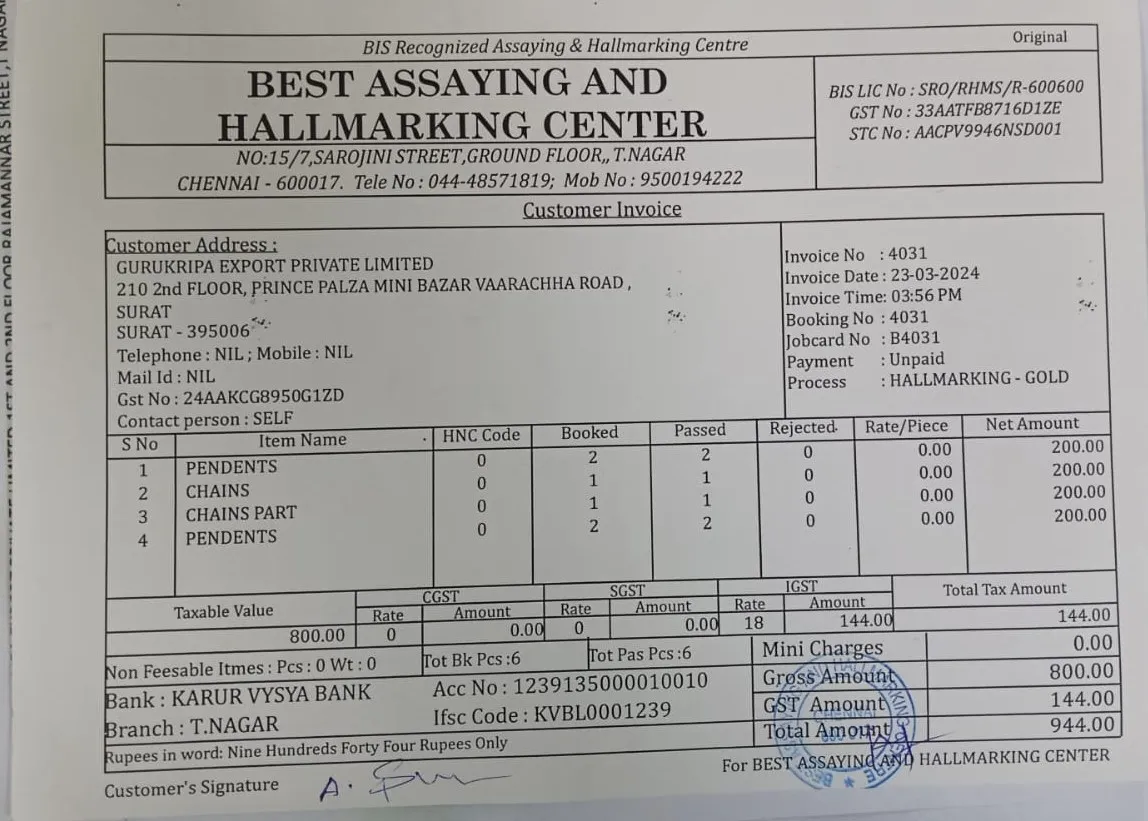 BIS Recognized Assaying & Hallmarking Centre
Original
BEST ASSAYING AND
HALLMARKING CENTER
NO:15/7,SAROJINI STREET,GROUND FLOOR,, T.NAGAR
CHENNAI - 600017. Tele No : 044-48571819; Mob No : 9500194222
BIS LIC No : SRO/RHMS/R-600600
GST No : 33AATFB8716D1ZE
STC No : AACPV9946NSD001
Customer Invoice
Customer Address :
GURUKRIPA EXPORT PRIVATE LIMITED
210 2nd FLOOR, PRINCE PALZA MINI BAZAR VAARACHHA ROAD ,
SURAT
SURAT - 395006
Telephone : NIL ; Mobile : NIL
Mail Id : NIL
Gst No : 24AAKCG8950G1ZD
Contact person : SELF
Invoice No : 4031
Invoice Date : 23-03-2024
Invoice Time: 03:56 PM
Booking No : 4031
Jobcard No : B4031
Payment : Unpaid
Process : HALLMARKING - GOLD
S No Item Name HNC Code Booked Passed Rejected Rate/Piece Net Amount
1 PENDENTS 0 2 2 0 0.00 200.00
2 CHAINS 0 1 1 0 0.00 200.00
3 CHAINS PART 0 1 1 0 0.00 200.00
4 PENDENTS 0 2 2 0 0.00 200.00
Taxable Value CGST SGST IGST Total Tax Amount
Rate Amount Rate Amount Rate Amount
800.00 0 0.00 0 0.00 18 144.00 144.00
Non Feesable Itmes : Pcs : 0 Wt : 0 Tot Bk Pcs :6 Tot Pas Pcs :6
Mini Charges 0.00
Gross Amount 800.00
GST Amount 144.00
Total Amount 944.00
Bank : KARUR VYSYA BANK Acc No : 1239135000010010
Branch : T.NAGAR Ifsc Code : KVBL0001239
Rupees in word: Nine Hundreds Forty Four Rupees Only
For BEST ASSAYING AND HALLMARKING CENTER
Customer's Signature